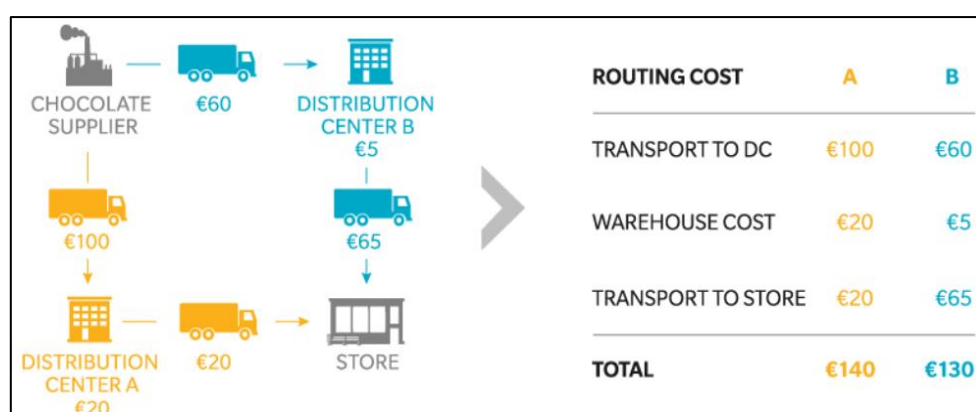 CHOCOLATE
SUPPLIER
€60
DISTRIBUTION
CENTER B
€5
€100
€65
DISTRIBUTION
CENTER A
€20
€20
STORE
ROUTING COST A B
TRANSPORT TO DC €100 €60
WAREHOUSE COST €20 €5
TRANSPORT TO STORE €20 €65
TOTAL €140 €130